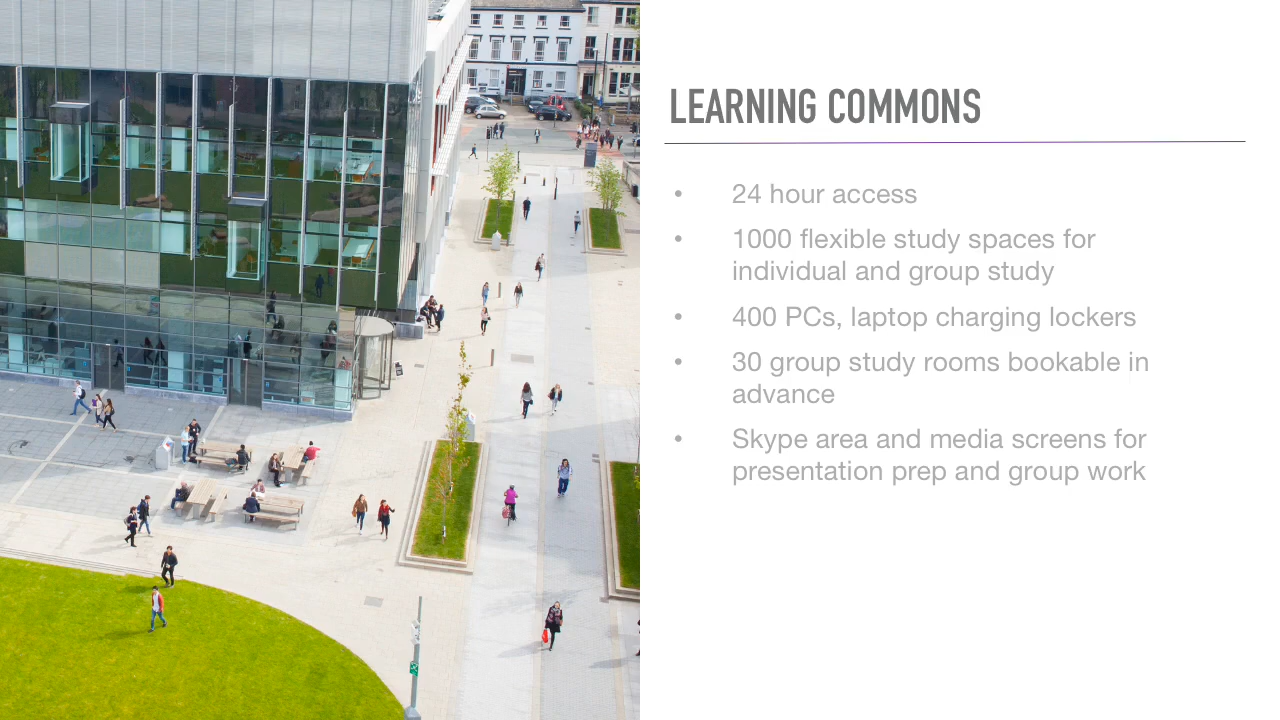 LEARNING COMMONS
• 24 hour access
• 1000 flexible study spaces for
individual and group study
• 400 PCs, laptop charging lockers
• 30 group study rooms bookable in
advance
• Skype area and media screens for
presentation prep and group work